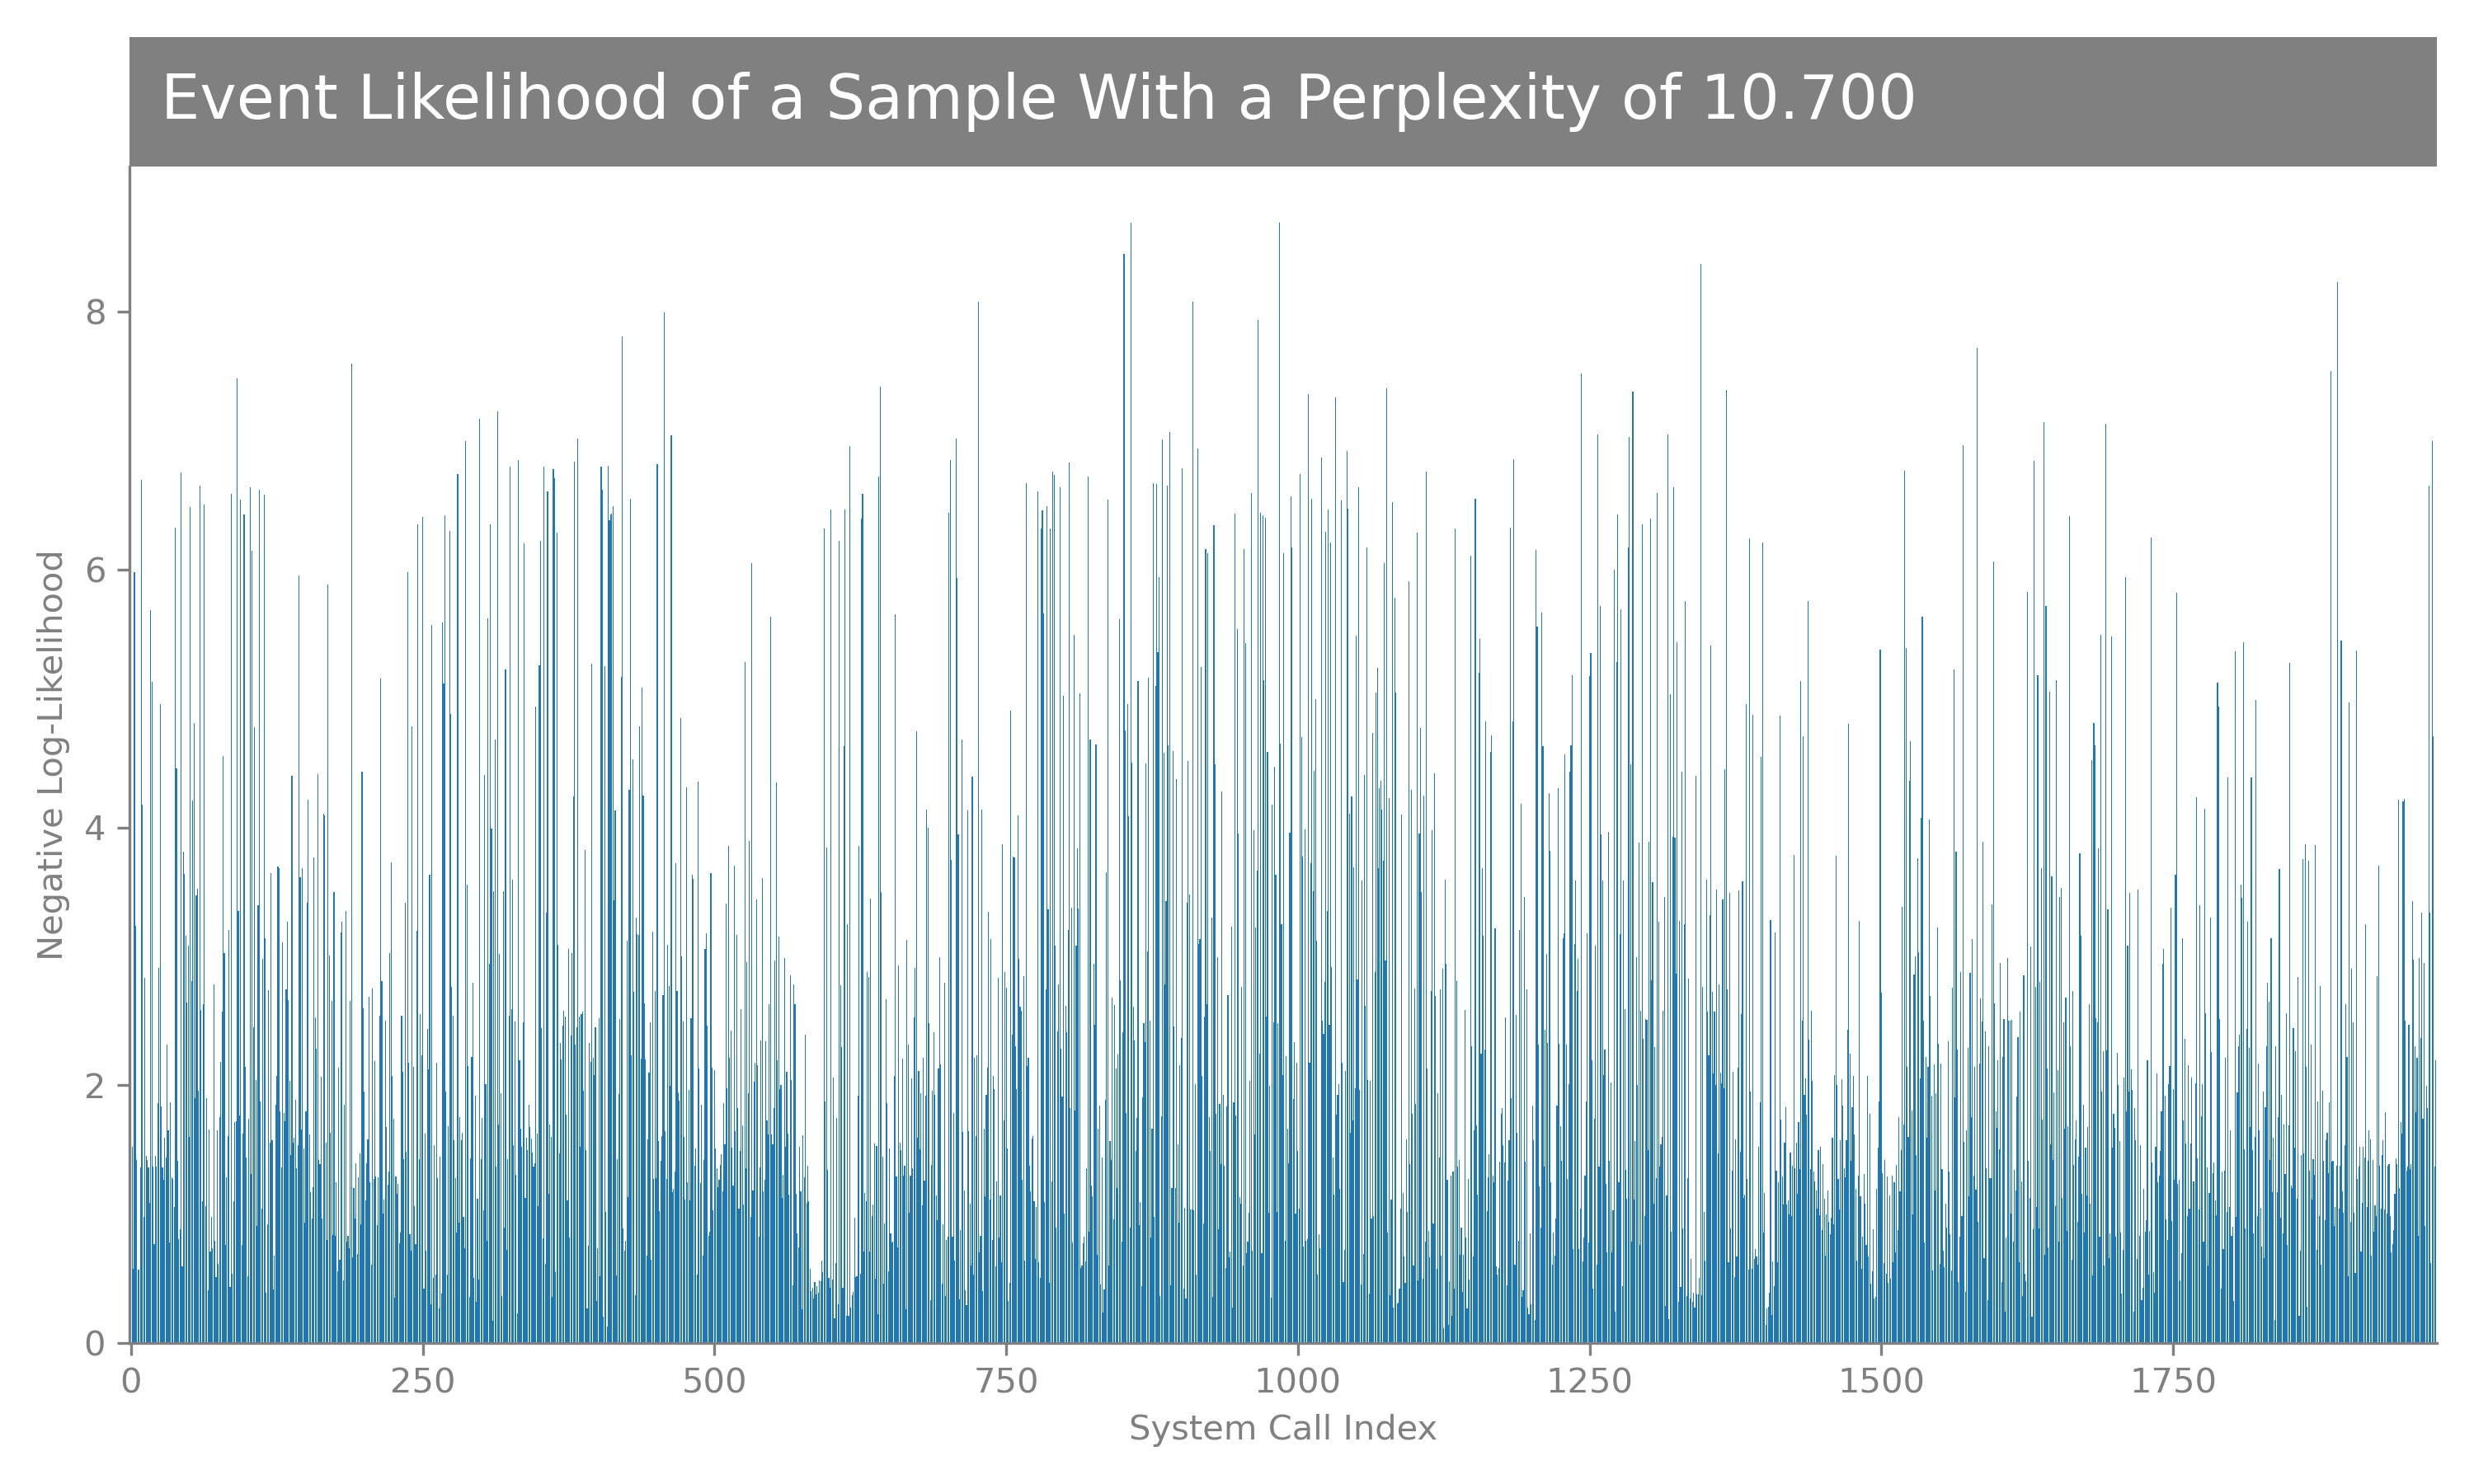 Event Likelihood of a Sample With a Perplexity of 10.700
Negative Log-Likelihood
8
6
4
2
0
0 250 500 750 1000 1250 1500 1750
System Call Index